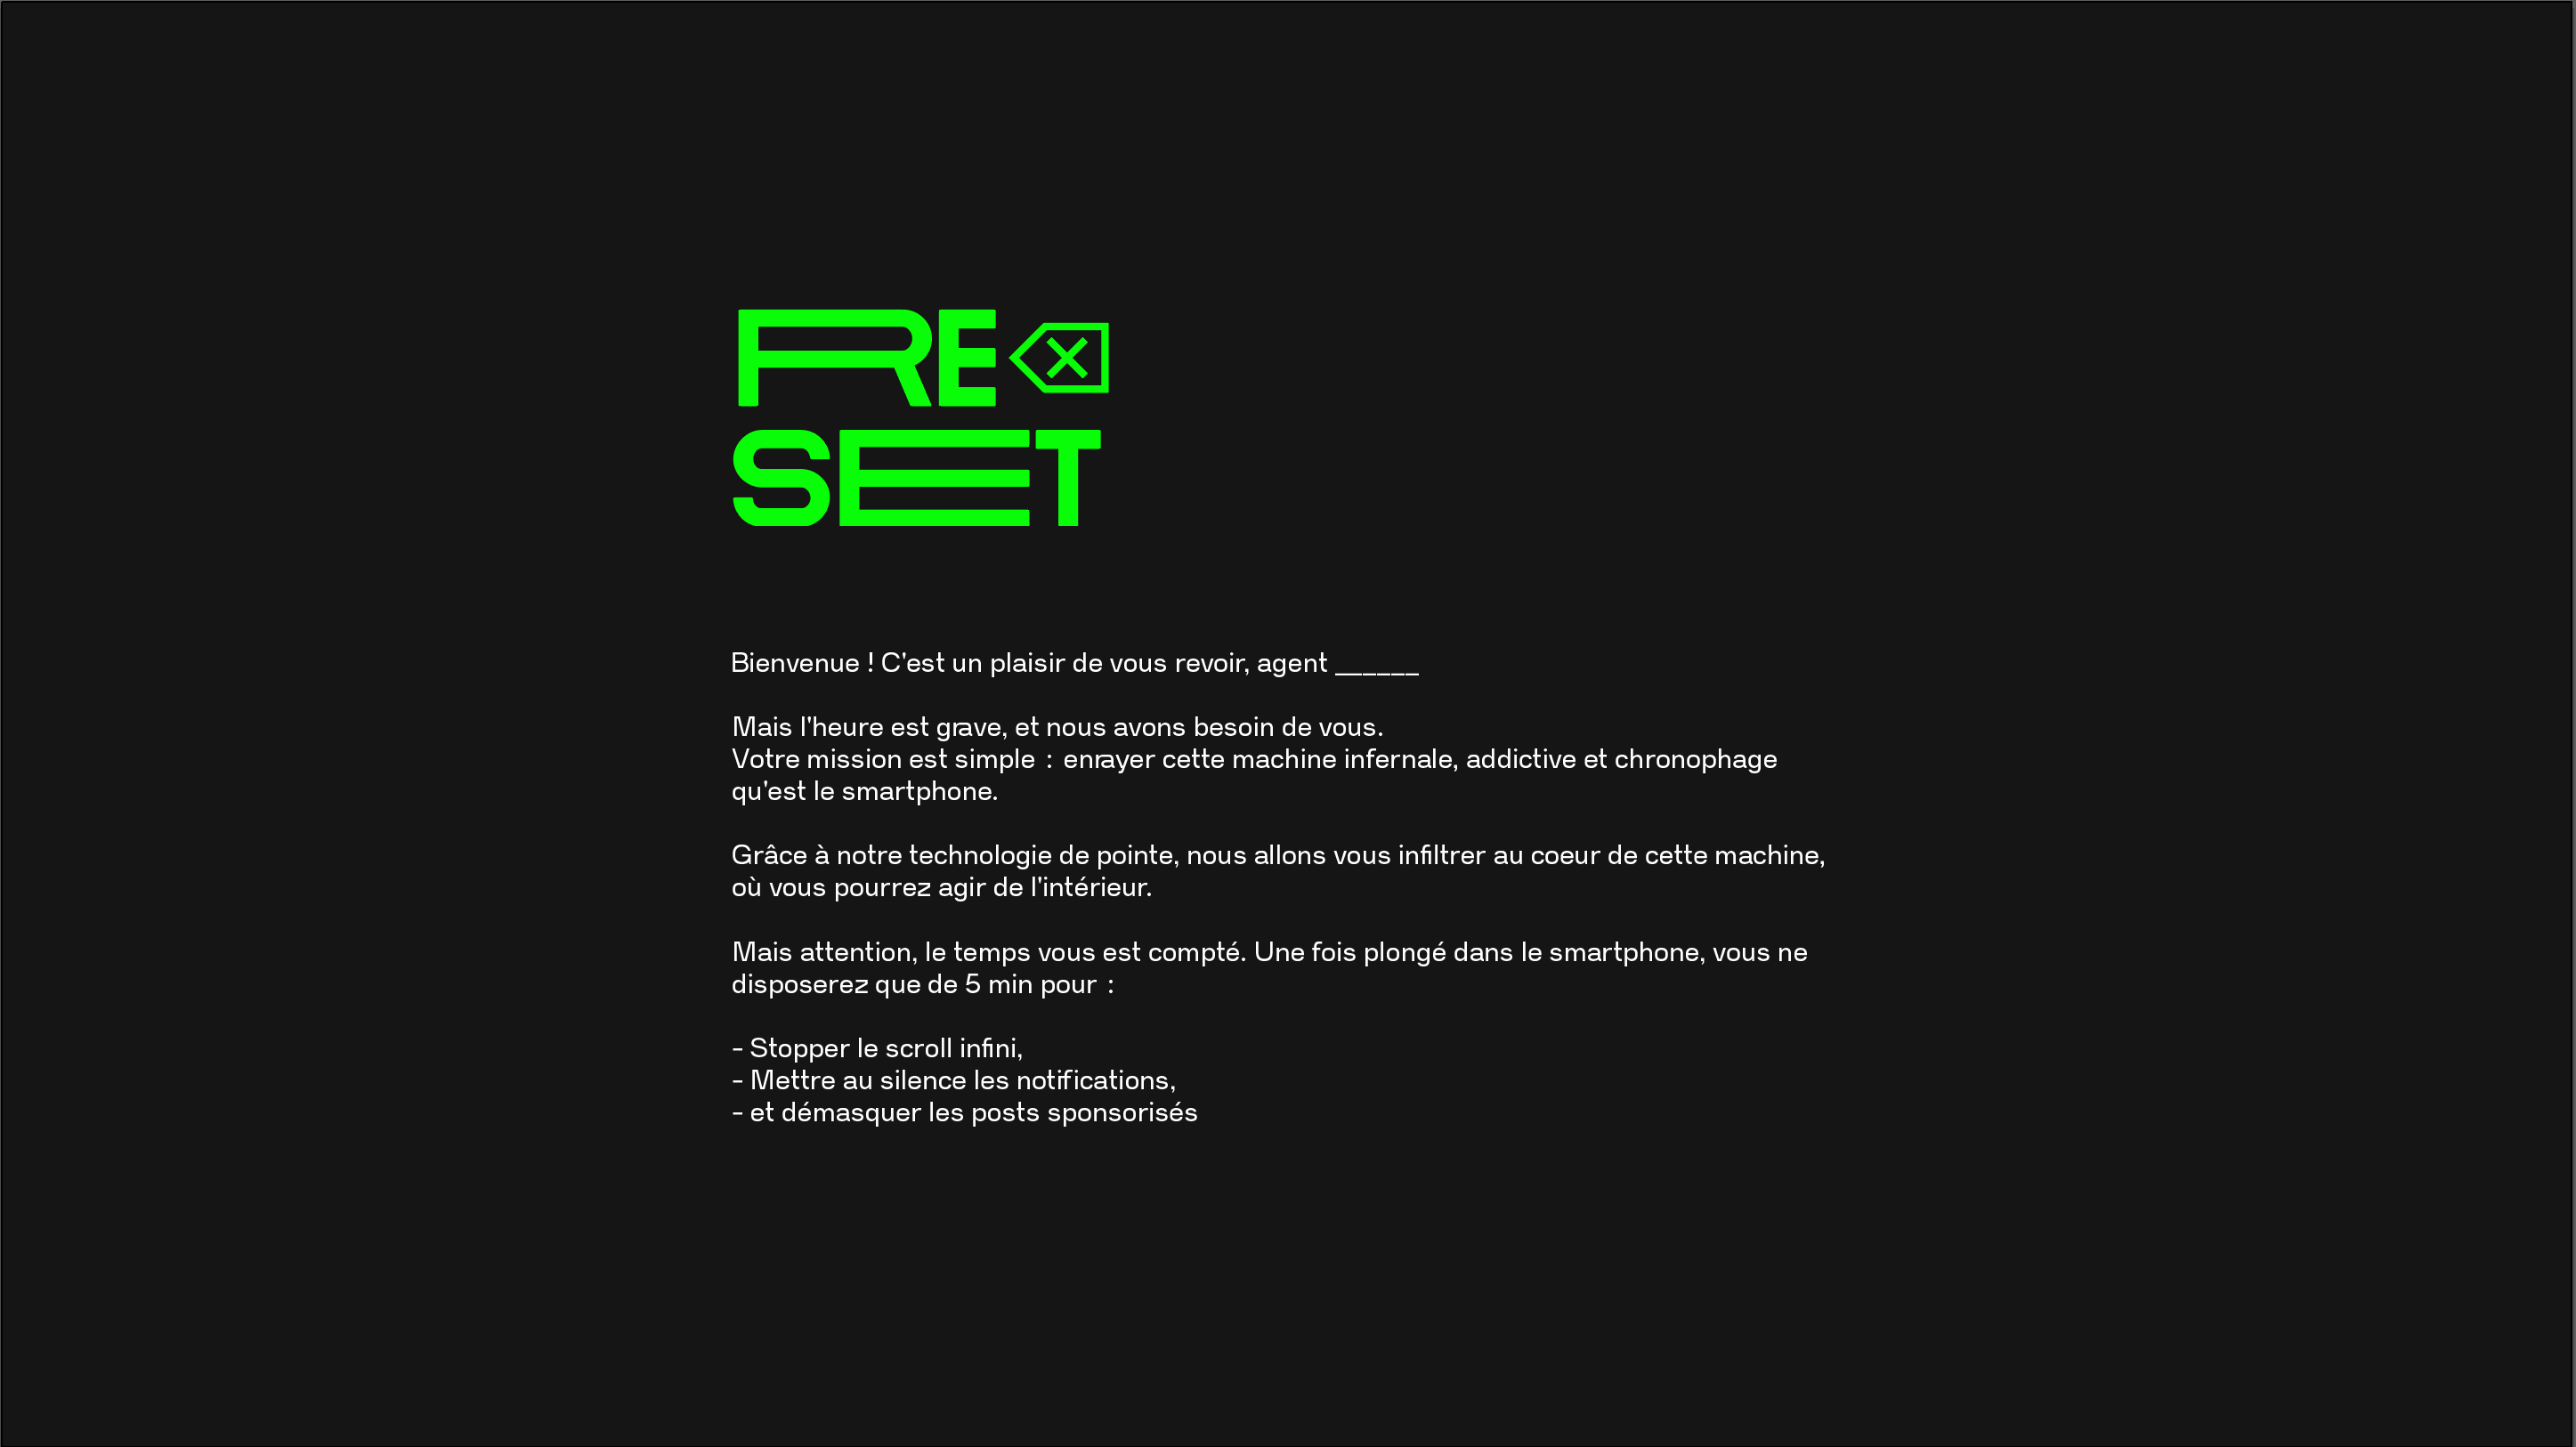 RE
SET
Bienvenue ! C'est un plaisir de vous revoir, agent ______
Mais l'heure est grave, et nous avons besoin de vous.
Votre mission est simple : enrayer cette machine infernale, addictive et chronophage
qu'est le smartphone.
Grâce à notre technologie de pointe, nous allons vous infiltrer au coeur de cette machine,
où vous pourrez agir de l'intérieur.
Mais attention, le temps vous est compté. Une fois plongé dans le smartphone, vous ne
disposerez que de 5 min pour :
- Stopper le scroll infini,
- Mettre au silence les notifications,
- et démasquer les posts sponsorisés